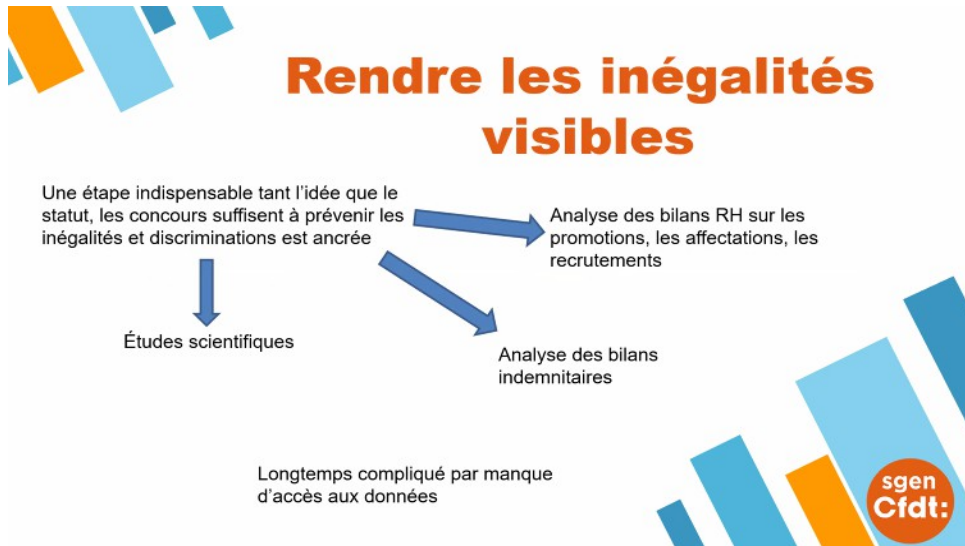 Rendre les inégalités
visibles
Une étape indispensable tant l’idée que le
statut, les concours suffisent à prévenir les
inégalités et discriminations est ancrée
Analyse des bilans RH sur les
promotions, les affectations, les
recrutements
Études scientifiques
Analyse des bilans
indemnitaires
Longtemps compliqué par manque
d’accès aux données
sgen
Cfdt: